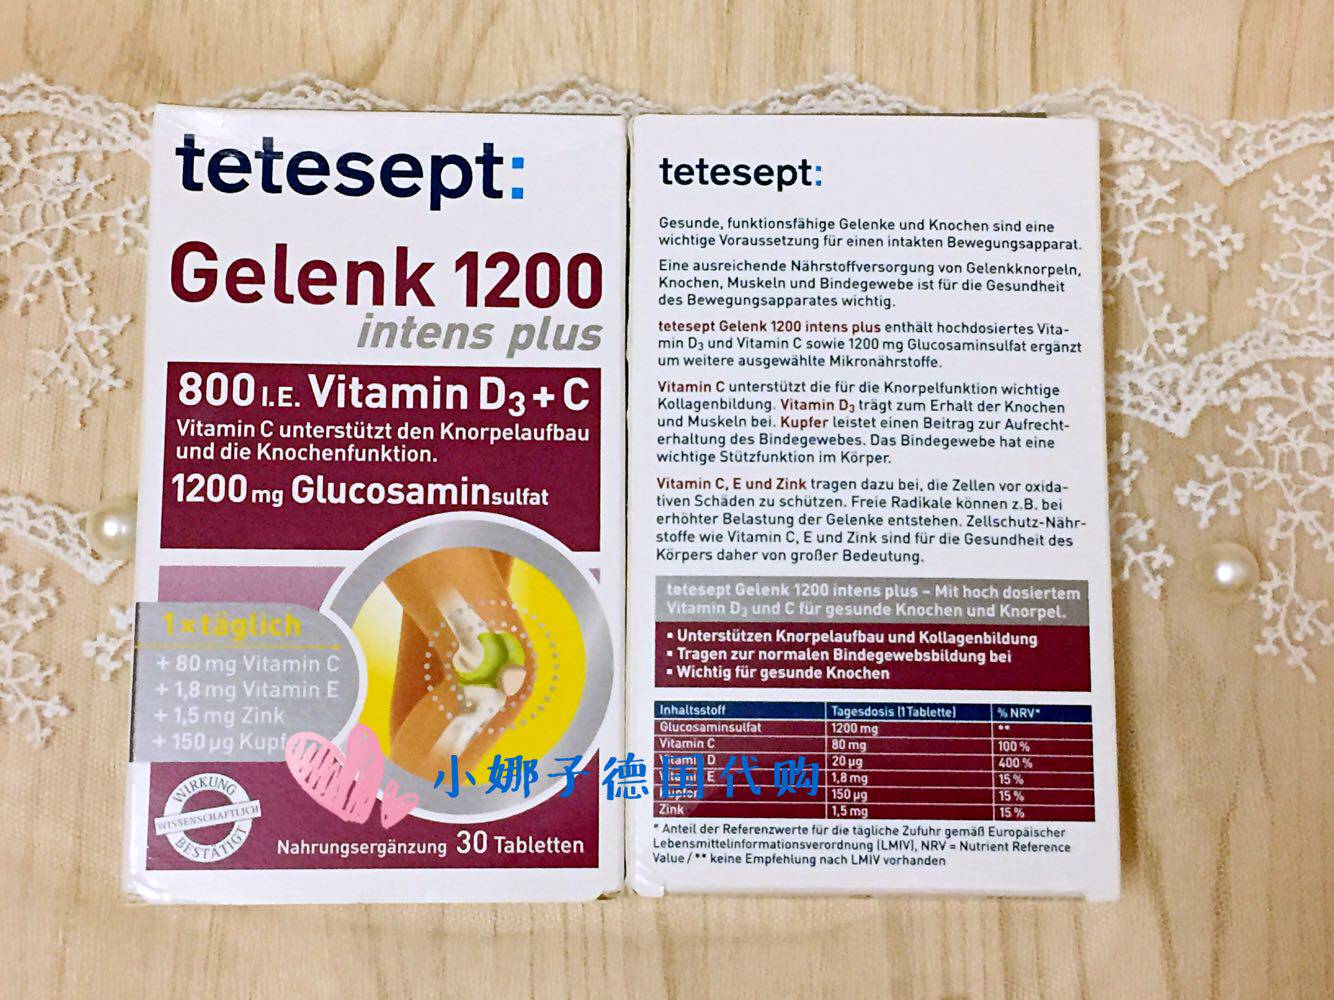 tetesept:
Gelenk 1200
intens plus
800 I.E. Vitamin D3 + C
Vitamin C unterstützt den Knorpelaufbau
und die Knochenfunktion.
1200 mg Glucosaminsulfat
1 x täglich
+ 80 mg Vitamin C
+ 1,8 mg Vitamin E
+ 1,5 mg Zink
+ 150 µg Kupf
WIRKUNG
WISSENSCHAFTLICH
BESTÄTIGT
Nahrungsergänzung 30 Tabletten
tetesept:
Gesunde, funktionsfähige Gelenke und Knochen sind eine
wichtige Voraussetzung für einen intakten Bewegungsapparat.
Eine ausreichende Nährstoffversorgung von Gelenkknorpeln,
Knochen, Muskeln und Bindegewebe ist für die Gesundheit
des Bewegungsapparates wichtig.
tetesept Gelenk 1200 intens plus enthält hochdosiertes Vita-
min D3 und Vitamin C sowie 1200 mg Glucosaminsulfat ergänzt
um weitere ausgewählte Mikronährstoffe.
Vitamin C unterstützt die für die Knorpelfunktion wichtige
Kollagenbildung. Vitamin D3 trägt zum Erhalt der Knochen
und Muskeln bei. Kupfer leistet einen Beitrag zur Aufrecht-
erhaltung des Bindegewebes. Das Bindegewebe hat eine
wichtige Stützfunktion im Körper.
Vitamin C, E und Zink tragen dazu bei, die Zellen vor oxida-
tiven Schäden zu schützen. Freie Radikale können z.B. bei
erhöhter Belastung der Gelenke entstehen. Zellschutz-Nähr-
stoffe wie Vitamin C, E und Zink sind für die Gesundheit des
Körpers daher von großer Bedeutung.
tetesept Gelenk 1200 intens plus – Mit hoch dosiertem
Vitamin D3 und C für gesunde Knochen und Knorpel.
▪ Unterstützen Knorpelaufbau und Kollagenbildung
▪ Tragen zur normalen Bindegewebsbildung bei
▪ Wichtig für gesunde Knochen
Inhaltsstoff Tagesdosis (1 Tablette) % NRV*
Glucosaminsulfat 1200 mg **
Vitamin C 80 mg 100 %
Vitamin D 20 µg 400 %
Vitamin E 1,8 mg 15 %
Kupfer 150 µg 15 %
Zink 1,5 mg 15 %
* Anteil der Referenzwerte für die tägliche Zufuhr gemäß Europäischer
Lebensmittelinformationsverordnung (LMIV), NRV = Nutrient Reference
Value / ** keine Empfehlung nach LMIV vorhanden
小娜子德国代购